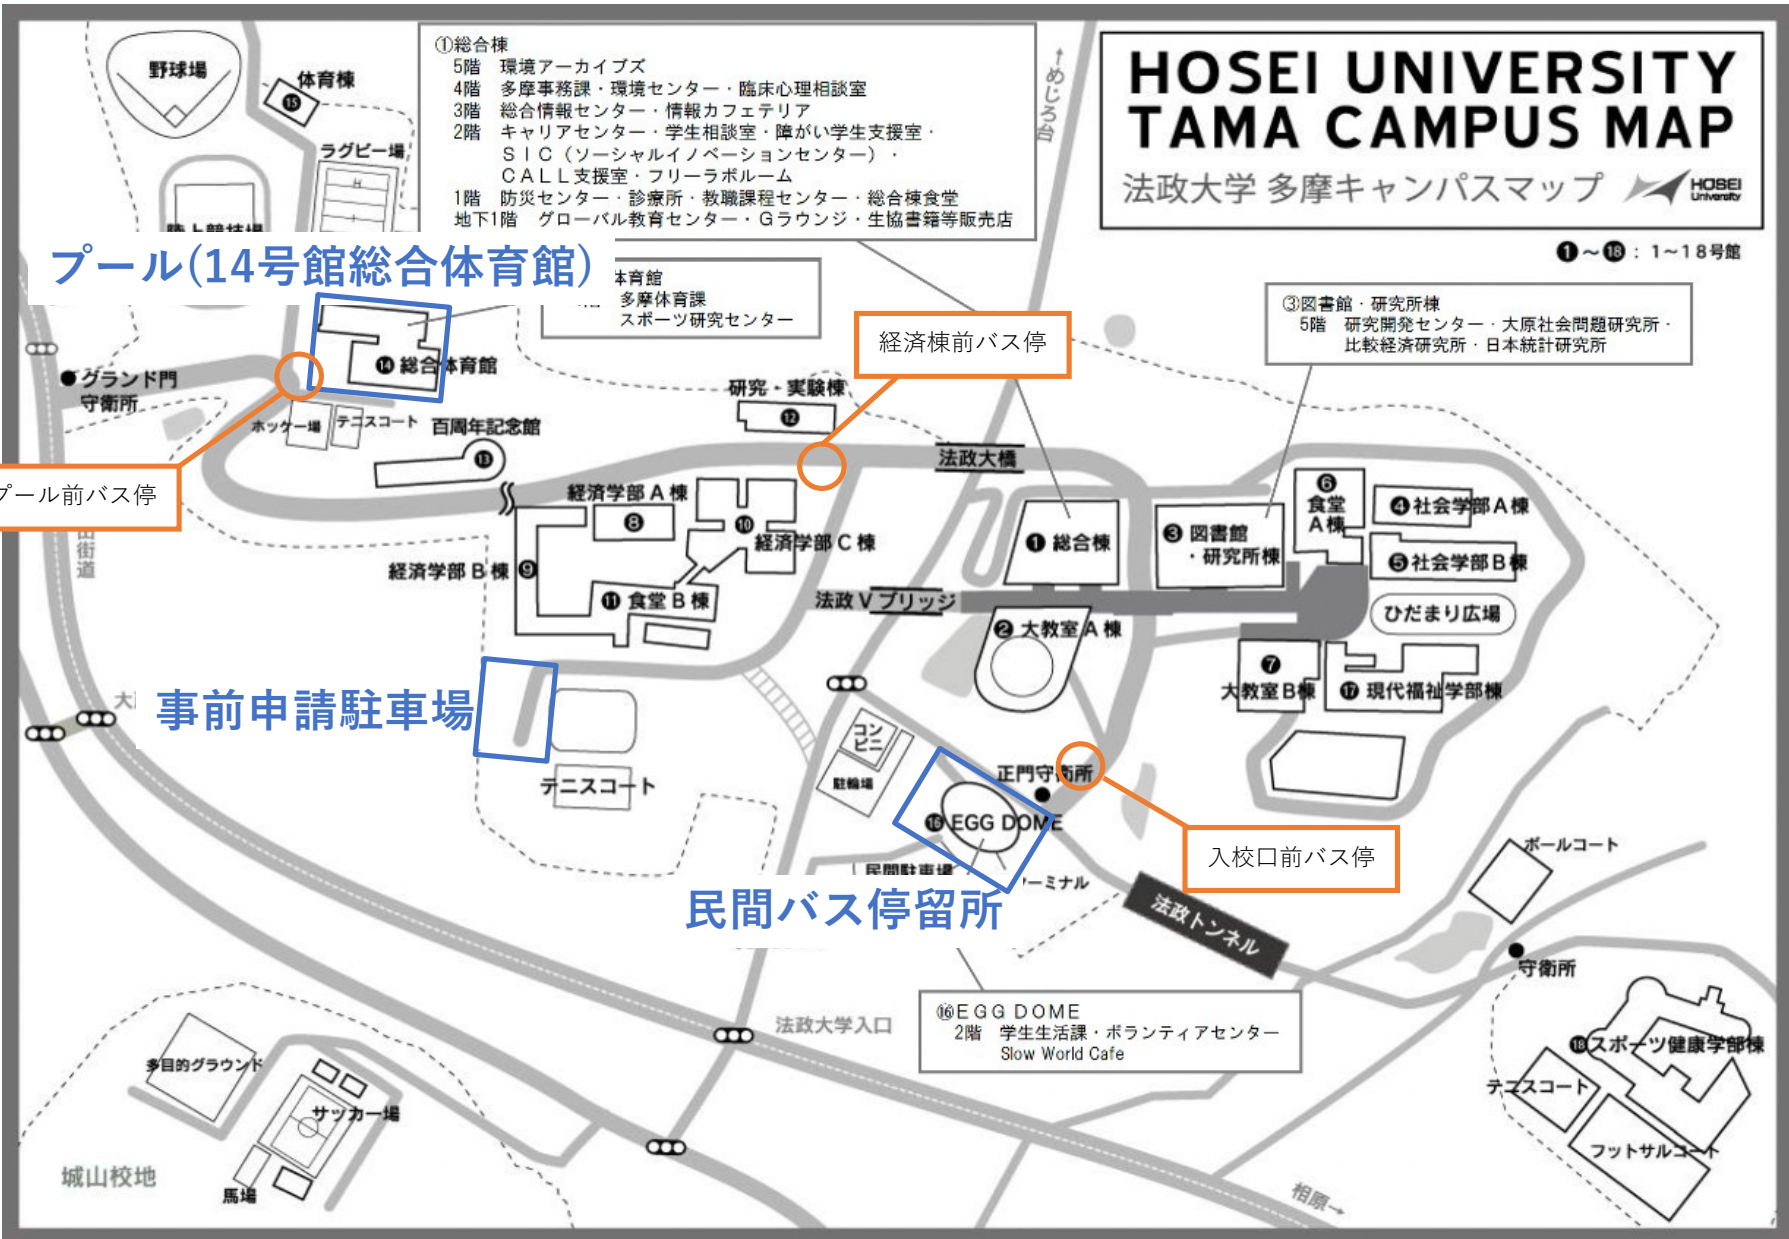 HOSEI UNIVERSITY
TAMA CAMPUS MAP
法政大学 多摩キャンパスマップ
HOSEI
University
❶～⓲：1～18号館
①総合棟
5階 環境アーカイブズ
4階 多摩事務課・環境センター・臨床心理相談室
3階 総合情報センター・情報カフェテリア
2階 キャリアセンター・学生相談室・障がい学生支援室・
ＳＩＣ（ソーシャルイノベーションセンター）・
ＣＡＬＬ支援室・フリーラボルーム
1階 防災センター・診療所・教職課程センター・総合棟食堂
地下1階 グローバル教育センター・Ｇラウンジ・生協書籍等販売店
↑めじろ台
野球場
体育棟
⓯
ラグビー場
プール(14号館総合体育館)
体育館
多摩体育課
スポーツ研究センター
③図書館・研究所棟
5階 研究開発センター・大原社会問題研究所・
比較経済研究所・日本統計研究所
経済棟前バス停
⓮ 総合体育館
グランド門
守衛所
ホッケー場
テニスコート
百周年記念館
⓭
研究・実験棟
⓬
プール前バス停
法政大橋
経済学部 A 棟
❽
❿
経済学部 C 棟
経済学部 B 棟 ❾
⓫ 食堂 B 棟
❶ 総合棟
❸ 図書館
・研究所棟
❻
食堂
A 棟
❹ 社会学部 A 棟
❺ 社会学部 B 棟
法政 V ブリッジ
❷ 大教室 A 棟
ひだまり広場
❼
大教室 B 棟
⓱ 現代福祉学部棟
街道
事前申請駐車場
テニスコート
コン
ビニ
駐輪場
正門守衛所
⓰ EGG DOME
入校口前バス停
民間駐車場
ーミナル
民間バス停留所
法政トンネル
ボールコート
守衛所
⑯ＥＧＧ ＤＯＭＥ
2階 学生生活課・ボランティアセンター
Slow World Cafe
法政大学入口
⓲スポーツ健康学部棟
テニスコート
フットサルコート
多目的グラウンド
サッカー場
馬場
城山校地
相原→